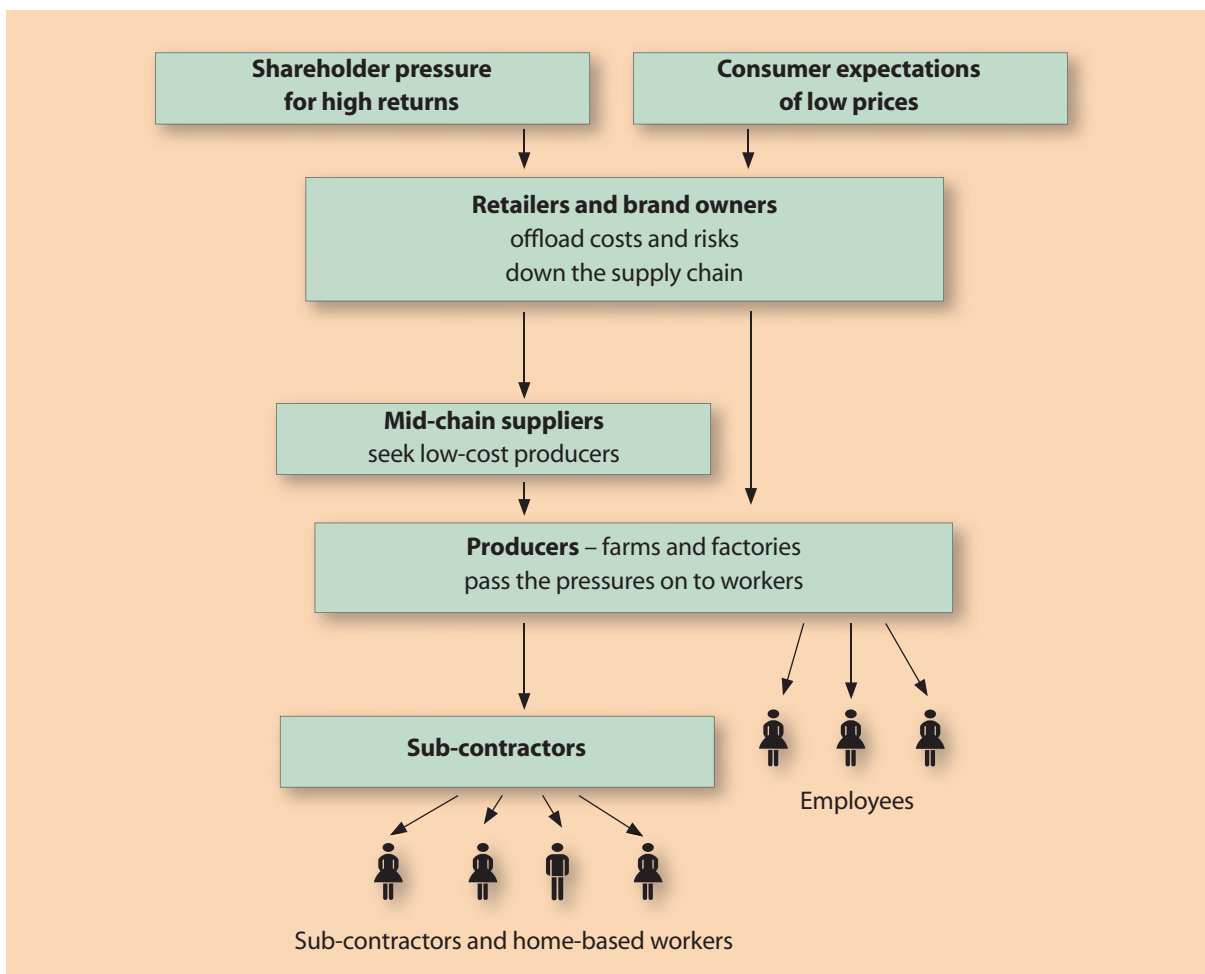 Shareholder pressure
for high returns
Consumer expectations
of low prices
Retailers and brand owners
offload costs and risks
down the supply chain
Mid-chain suppliers
seek low-cost producers
Producers – farms and factories
pass the pressures on to workers
Sub-contractors
Employees
Sub-contractors and home-based workers